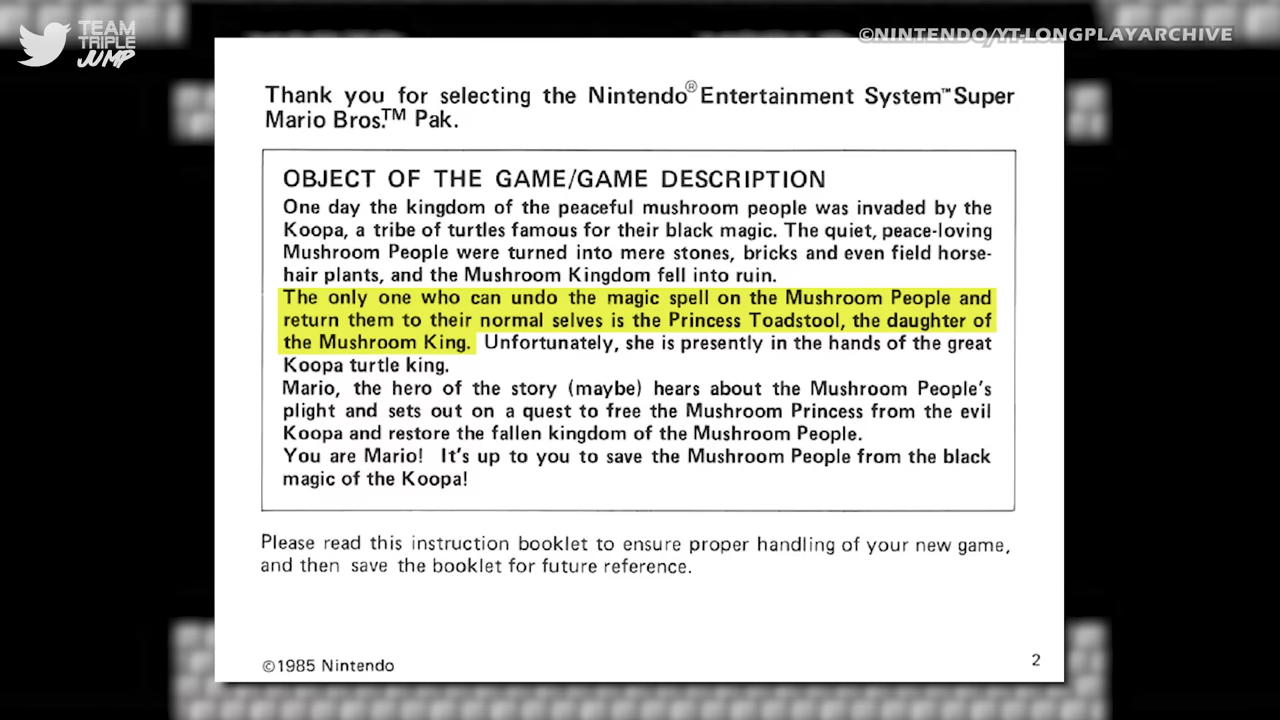 TEAM
TRIPLE
JUMP
©NINTENDO/YT-LONGPLAYARCHIVE
Thank you for selecting the Nintendo® Entertainment System™ Super
Mario Bros.™ Pak.
OBJECT OF THE GAME/GAME DESCRIPTION
One day the kingdom of the peaceful mushroom people was invaded by the
Koopa, a tribe of turtles famous for their black magic. The quiet, peace-loving
Mushroom People were turned into mere stones, bricks and even field horse-
hair plants, and the Mushroom Kingdom fell into ruin.
The only one who can undo the magic spell on the Mushroom People and
return them to their normal selves is the Princess Toadstool, the daughter of
the Mushroom King. Unfortunately, she is presently in the hands of the great
Koopa turtle king.
Mario, the hero of the story (maybe) hears about the Mushroom People's
plight and sets out on a quest to free the Mushroom Princess from the evil
Koopa and restore the fallen kingdom of the Mushroom People.
You are Mario! It's up to you to save the Mushroom People from the black
magic of the Koopa!
Please read this instruction booklet to ensure proper handling of your new game,
and then save the booklet for future reference.
©1985 Nintendo
2